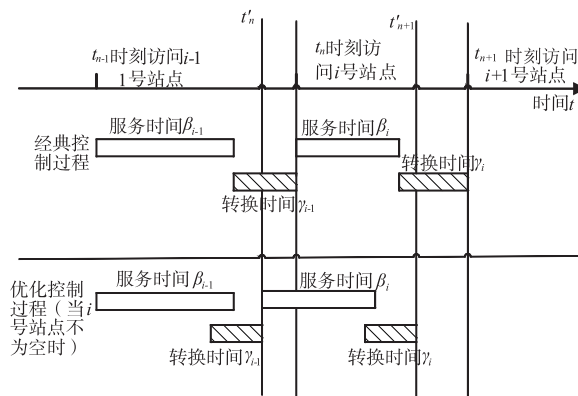 t'ₙ
t'ₙ₊₁
tₙ₋₁时刻访问i-1
1号站点
tₙ时刻访
问i号站点
tₙ₊₁ 时刻访问
i+1号站点
时间t
经典控
制过程
服务时间βᵢ₋₁
服务时间βᵢ
转换时间γᵢ₋₁
转换时间γᵢ
优化控制
过程（当i
号站点不
为空时）
服务时间βᵢ₋₁
服务时间βᵢ
转换时间γᵢ₋₁
转换时间γᵢ